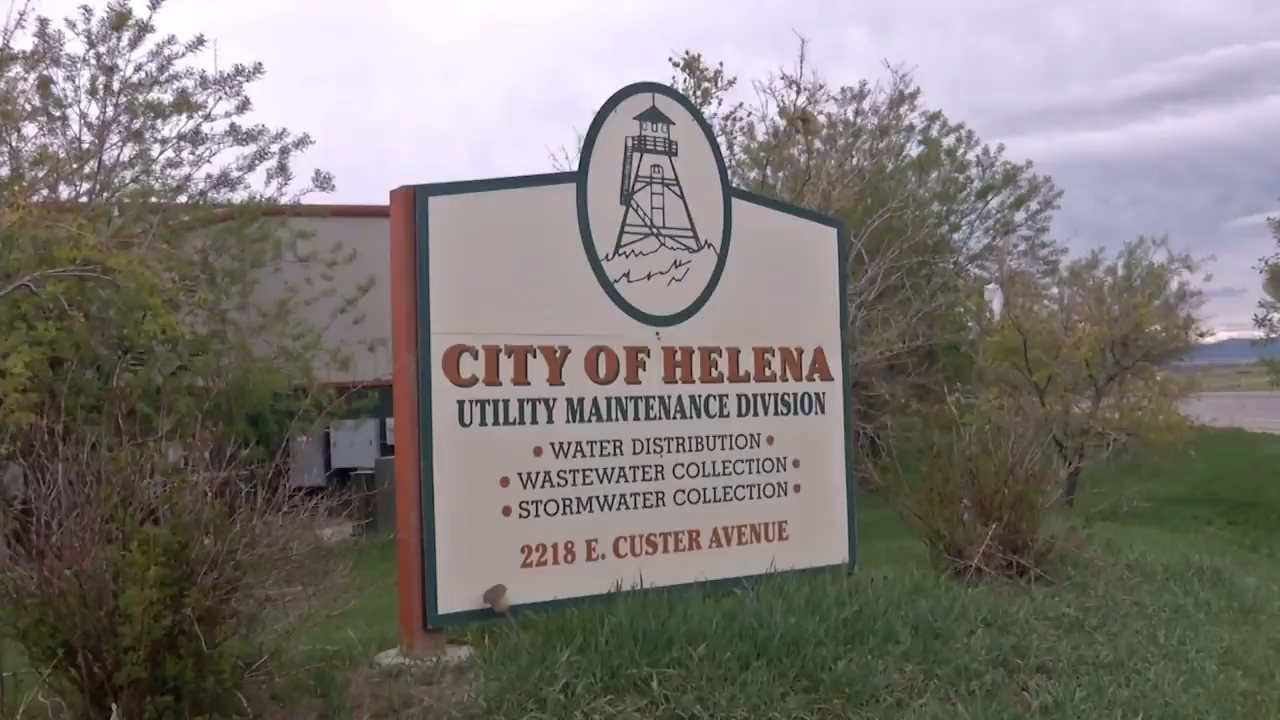 CITY OF HELENA
UTILITY MAINTENANCE DIVISION
• WATER DISTRIBUTION •
• WASTEWATER COLLECTION •
• STORMWATER COLLECTION •
2218 E. CUSTER AVENUE